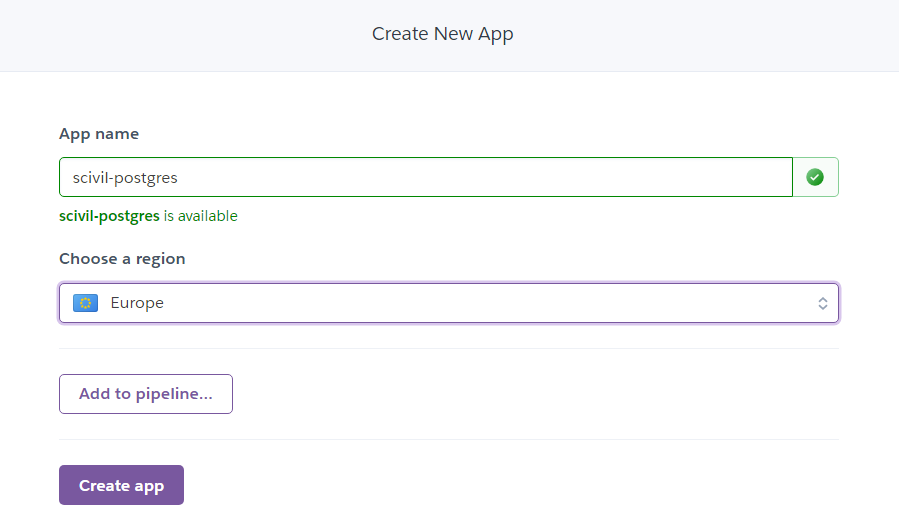 Create New App
App name
scivil-postgres
scivil-postgres is available
Choose a region
Europe
Add to pipeline...
Create app